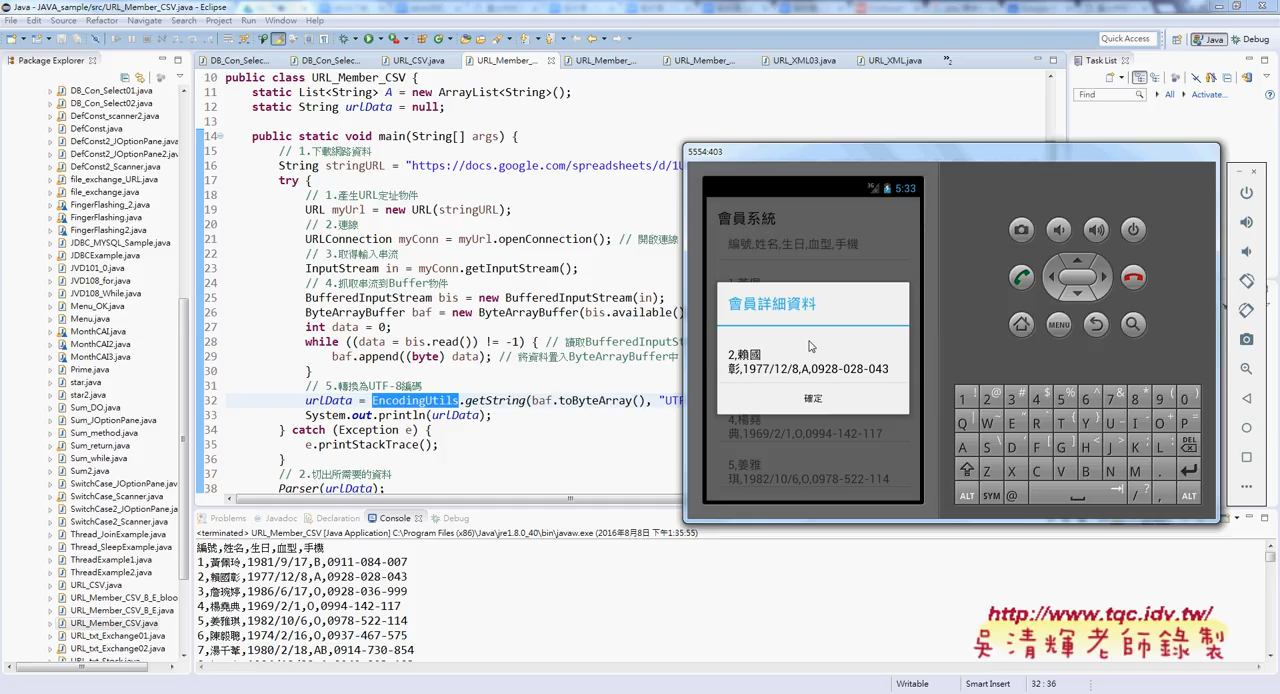 Java - JAVA_sample/src/URL_Member_CSV.java - Eclipse
File Edit Source Refactor Navigate Search Project Run Window Help
Quick Access
Java
Debug
Package Explorer
DB_Con_Select01.java
DB_Con_Select02.java
DefConst_scanner2.java
DefConst.java
DefConst2_JOptionPane.java
DefConst2_JOptionPane2.java
DefConst2_Scanner.java
file_exchange_URL.java
file_exchange.java
FingerFlashing_2.java
FingerFlashing.java
FingerFlashing2.java
JDBC_MYSQL_Sample.java
JDBCExample.java
JVD101_0.java
JVD108_for.java
JVD108_While.java
Menu_OK.java
Menu.java
MonthCAI.java
MonthCAI2.java
MonthCAI3.java
Prime.java
star.java
star2.java
Sum_DO.java
Sum_JOptionPane.java
Sum_method.java
Sum_return.java
Sum_while.java
Sum2.java
SwitchCase_JOptionPane.java
SwitchCase_Scanner.java
SwitchCase2_JOptionPane.java
SwitchCase2_Scanner.java
Thread_JoinExample.java
Thread_SleepExample.java
ThreadExample1.java
ThreadExample2.java
URL_CSV.java
URL_Member_CSV_B_E_bloo
URL_Member_CSV_B_E.java
URL_Member_CSV.java
URL_txt_Exchange01.java
URL_txt_Exchange02.java
DB_Con_Selec...
DB_Con_Selec...
URL_CSV.java
URL_Member_...
URL_Member_...
URL_Member_...
URL_XML03.java
URL_XML.java
10 public class URL_Member_CSV {
11 static List<String> A = new ArrayList<String>();
12 static String urlData = null;
13
14 public static void main(String[] args) {
15 // 1.下載網路資料
16 String stringURL = "https://docs.google.com/spreadsheets/d/1U
17 try {
18 // 1.產生URL定址物件
19 URL myUrl = new URL(stringURL);
20 // 2.連線
21 URLConnection myConn = myUrl.openConnection(); // 開啟連線
22 // 3.取得輸入串流
23 InputStream in = myConn.getInputStream();
24 // 4.抓取串流到Buffer物件
25 BufferedInputStream bis = new BufferedInputStream(in);
26 ByteArrayBuffer baf = new ByteArrayBuffer(bis.available()
27 int data = 0;
28 while ((data = bis.read()) != -1) { // 讀取BufferedInputSt
29 baf.append((byte) data); // 將資料置入ByteArrayBuffer中
30 }
31 // 5.轉換為UTF-8編碼
32 urlData = EncodingUtils.getString(baf.toByteArray(), "UTF
33 System.out.println(urlData);
34 } catch (Exception e) {
35 e.printStackTrace();
36 }
37 // 2.切出所需要的資料
38 Parser(urlData);
Task List
Find
All
Activate...
5554:403
5:33
會員系統
編號,姓名,生日,血型,手機
會員詳細資料
2,賴國
彰,1977/12/8,A,0928-028-043
確定
4,楊堯
典,1969/2/1,O,0994-142-117
5,姜雅
琪,1982/10/6,O,0978-522-114
MENU
1 ! 2 @ 3 # 4 $ 5 % 6 ^ 7 & 8 * 9 ( 0 )
Q W E R T Y U I O P
A S D F G H J K L DEL
Z X C V B N M .
ALT SYM @ / ? , ALT
Problems
Javadoc
Declaration
Console
Debug
<terminated> URL_Member_CSV [Java Application] C:\Program Files (x86)\Java\jre1.8.0_40\bin\javaw.exe (2016年8月8日 下午1:35:55)
編號,姓名,生日,血型,手機
1,黃佩玲,1981/9/17,B,0911-084-007
2,賴國彰,1977/12/8,A,0928-028-043
3,詹琬婷,1986/6/17,O,0928-036-999
4,楊堯典,1969/2/1,O,0994-142-117
5,姜雅琪,1982/10/6,O,0978-522-114
6,陳毅聰,1974/2/16,O,0937-467-575
7,湯千莑,1980/2/18,AB,0914-730-854
http://www.tqc.idv.tw/
吳清輝老師錄製
Writable
Smart Insert
32 : 36